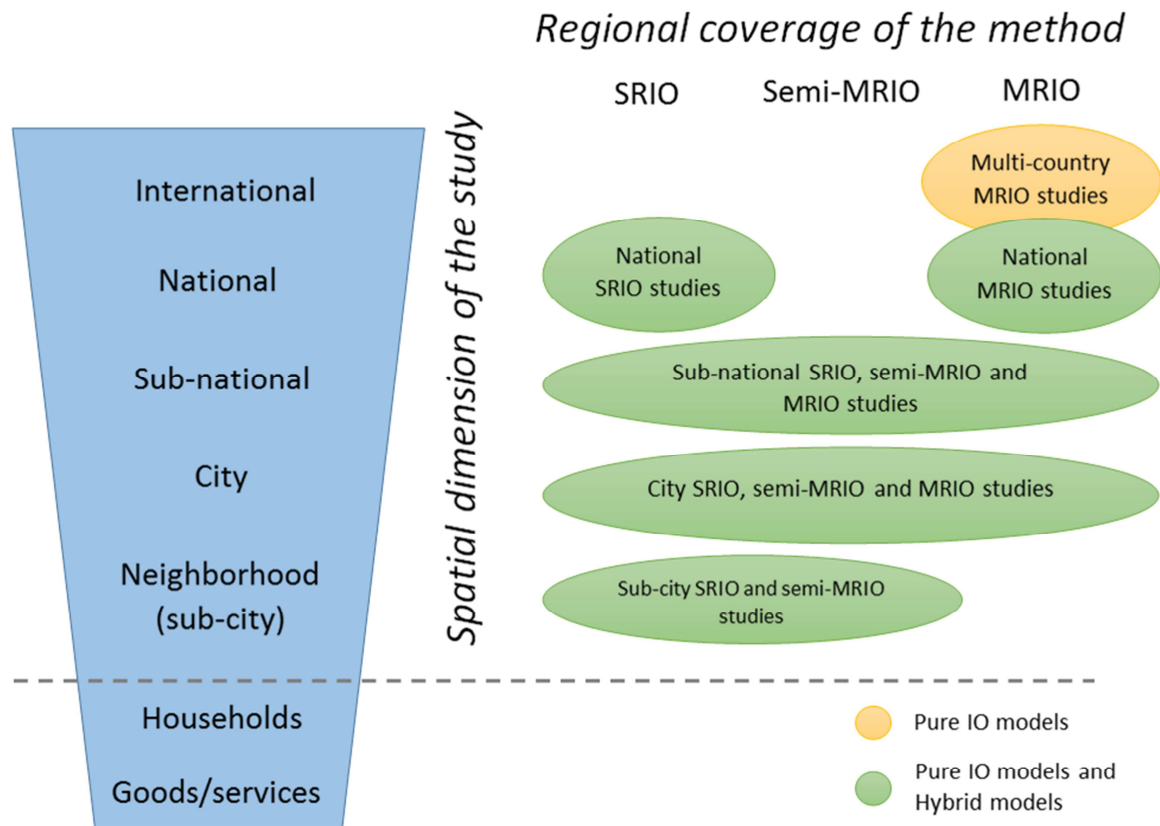 Regional coverage of the method
SRIO
Semi-MRIO
MRIO
Spatial dimension of the study
International
National
Sub-national
City
Neighborhood
(sub-city)
Households
Goods/services
Multi-country
MRIO studies
National
SRIO studies
National
MRIO studies
Sub-national SRIO, semi-MRIO and
MRIO studies
City SRIO, semi-MRIO and MRIO studies
Sub-city SRIO and semi-MRIO
studies
Pure IO models
Pure IO models and
Hybrid models